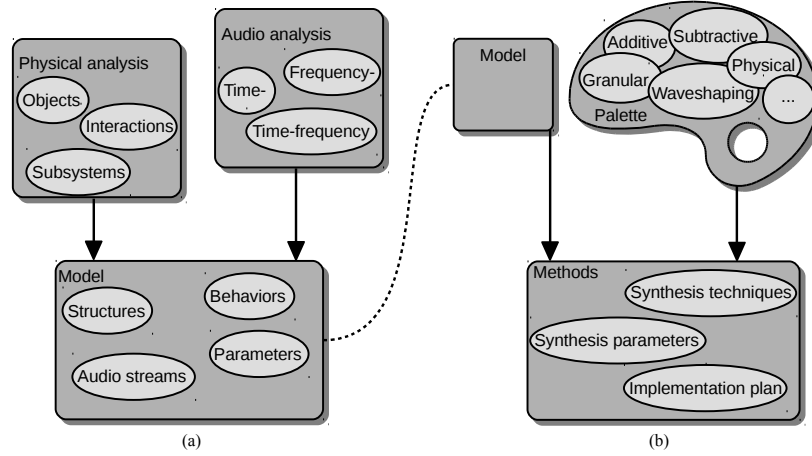 Physical analysis
Objects
Interactions
Subsystems
Audio analysis
Time-
Frequency-
Time-frequency
Model
Structures
Behaviors
Parameters
Audio streams
(a)
Model
Additive
Subtractive
Physical
Granular
Waveshaping
...
Palette
Methods
Synthesis techniques
Synthesis parameters
Implementation plan
(b)